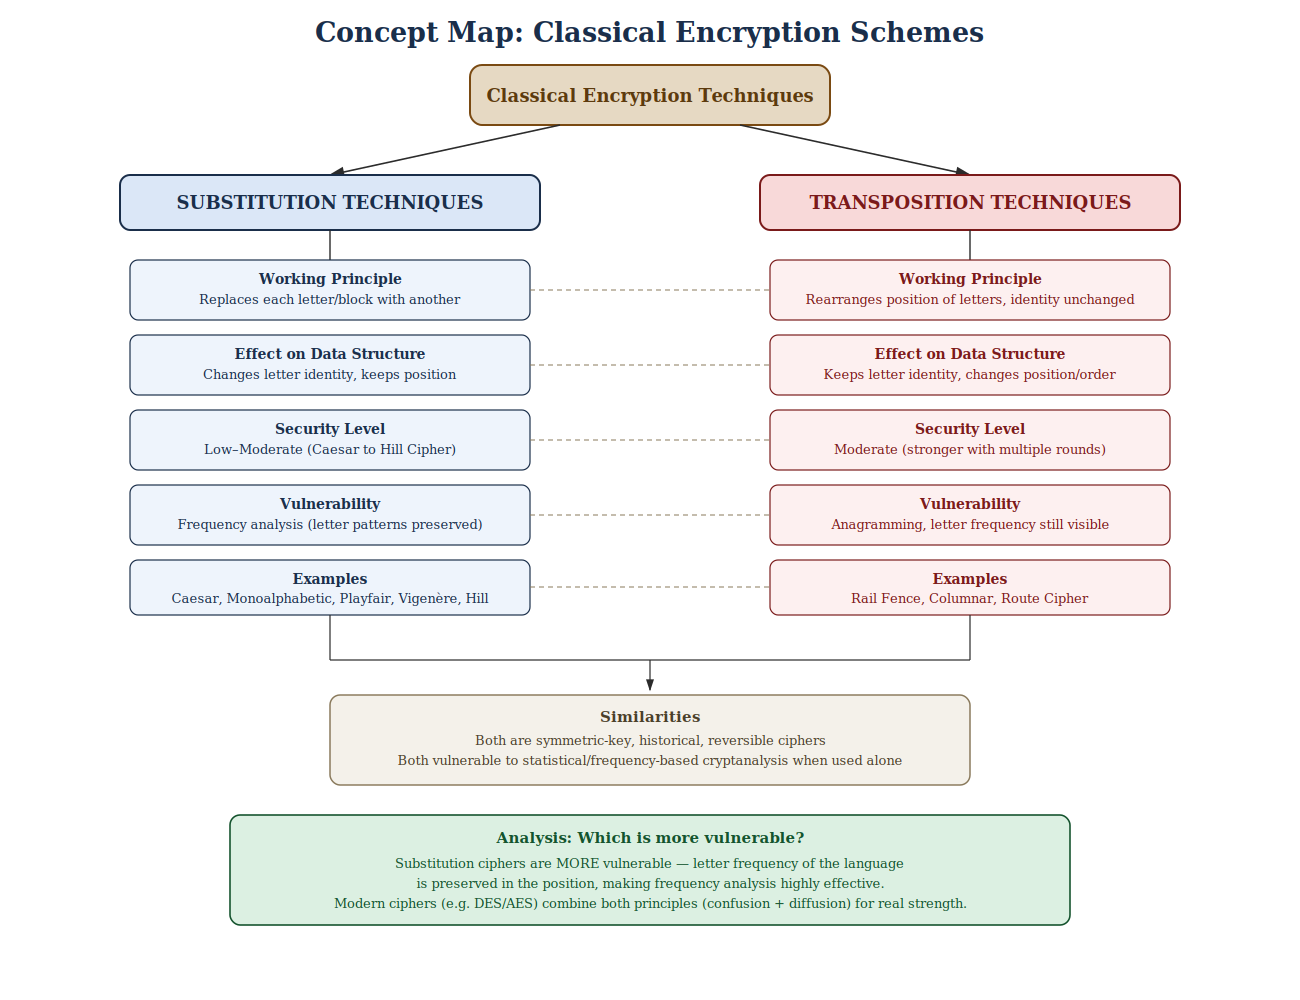 Concept Map: Classical Encryption Schemes
Classical Encryption Techniques
SUBSTITUTION TECHNIQUES
Working Principle
Replaces each letter/block with another
Effect on Data Structure
Changes letter identity, keeps position
Security Level
Low–Moderate (Caesar to Hill Cipher)
Vulnerability
Frequency analysis (letter patterns preserved)
Examples
Caesar, Monoalphabetic, Playfair, Vigenère, Hill
TRANSPOSITION TECHNIQUES
Working Principle
Rearranges position of letters, identity unchanged
Effect on Data Structure
Keeps letter identity, changes position/order
Security Level
Moderate (stronger with multiple rounds)
Vulnerability
Anagramming, letter frequency still visible
Examples
Rail Fence, Columnar, Route Cipher
Similarities
Both are symmetric-key, historical, reversible ciphers
Both vulnerable to statistical/frequency-based cryptanalysis when used alone
Analysis: Which is more vulnerable?
Substitution ciphers are MORE vulnerable — letter frequency of the language
is preserved in the position, making frequency analysis highly effective.
Modern ciphers (e.g. DES/AES) combine both principles (confusion + diffusion) for real strength.